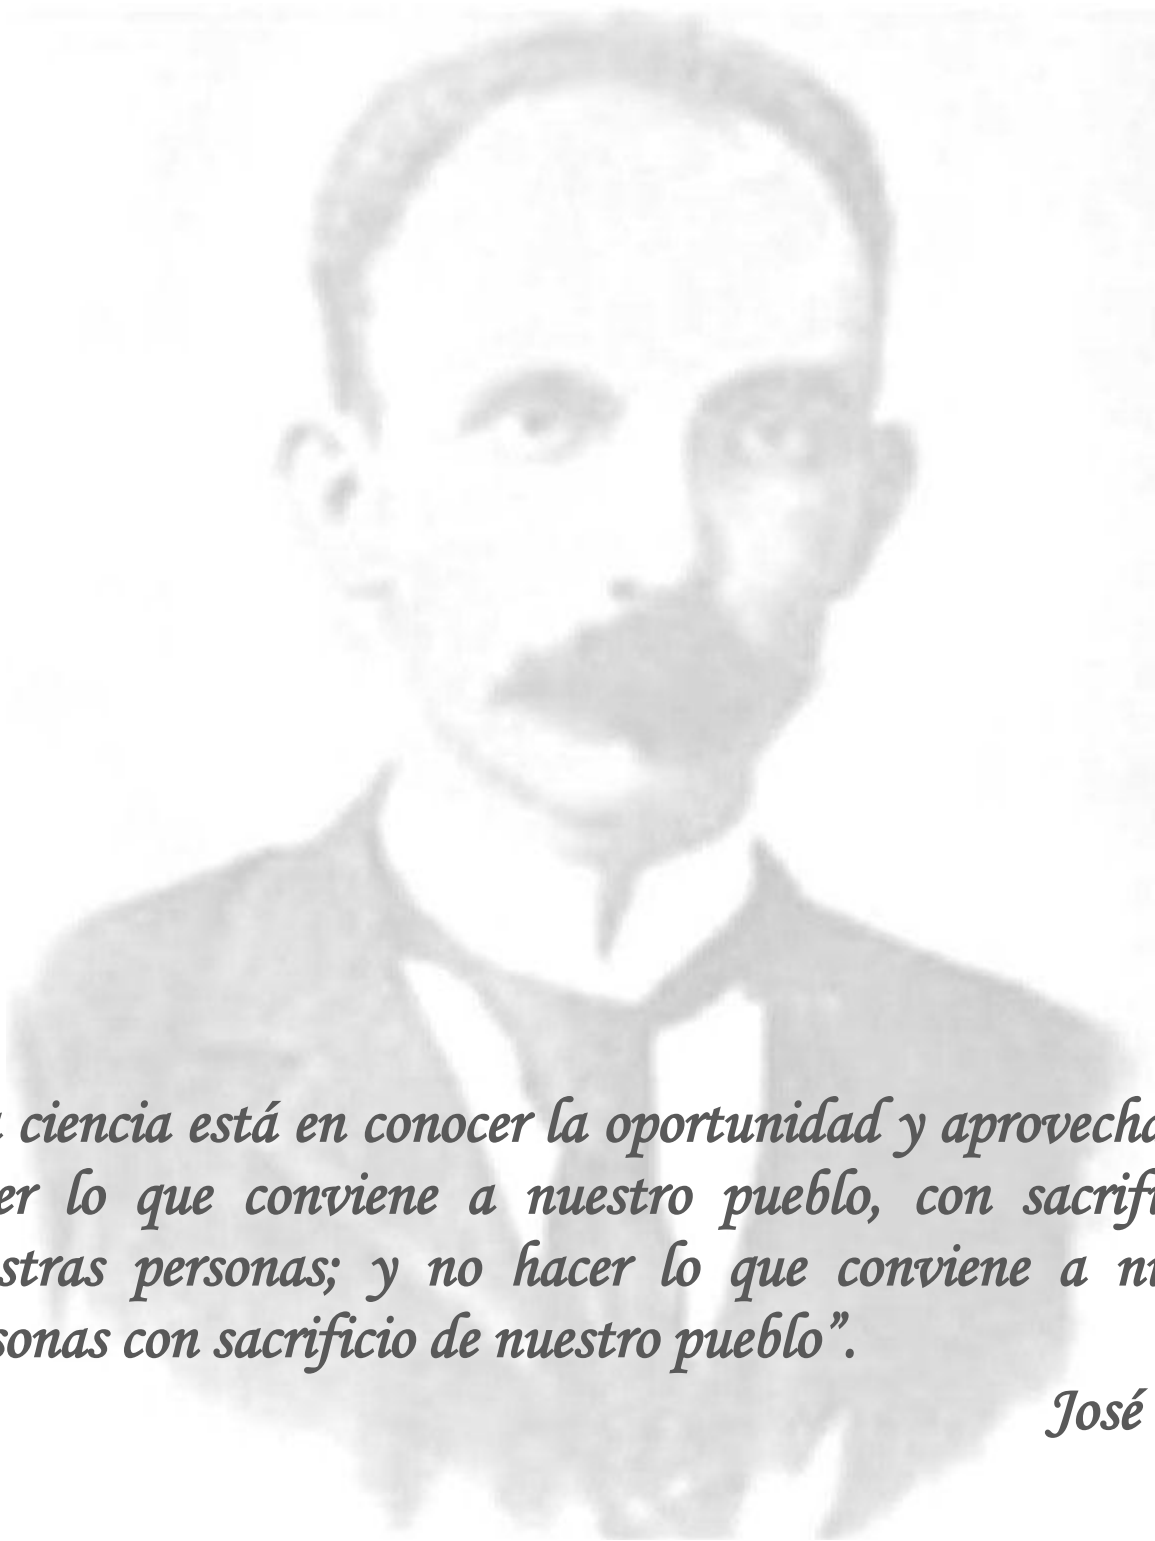 ciencia está en conocer la oportunidad y aprovecha
er lo que conviene a nuestro pueblo, con sacrifi
stras personas; y no hacer lo que conviene a nu
sonas con sacrificio de nuestro pueblo”.
José